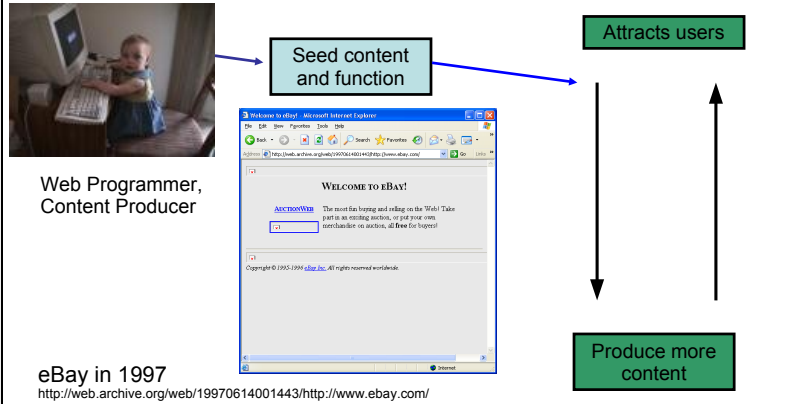 Attracts users
Seed content
and function
Web Programmer,
Content Producer
Welcome to eBay! - Microsoft Internet Explorer
File Edit View Favorites Tools Help
Back Search Favorites
Address http://web.archive.org/web/19970614001443/http://www.ebay.com/ Go Links
WELCOME TO EBAY!
AUCTIONWEB The most fun buying and selling on the Web! Take
part in an exciting auction, or put your own
merchandise on auction, all free for buyers!
Copyright © 1995-1996 eBay Inc. All rights reserved worldwide.
Internet
Produce more
content
eBay in 1997
http://web.archive.org/web/19970614001443/http://www.ebay.com/